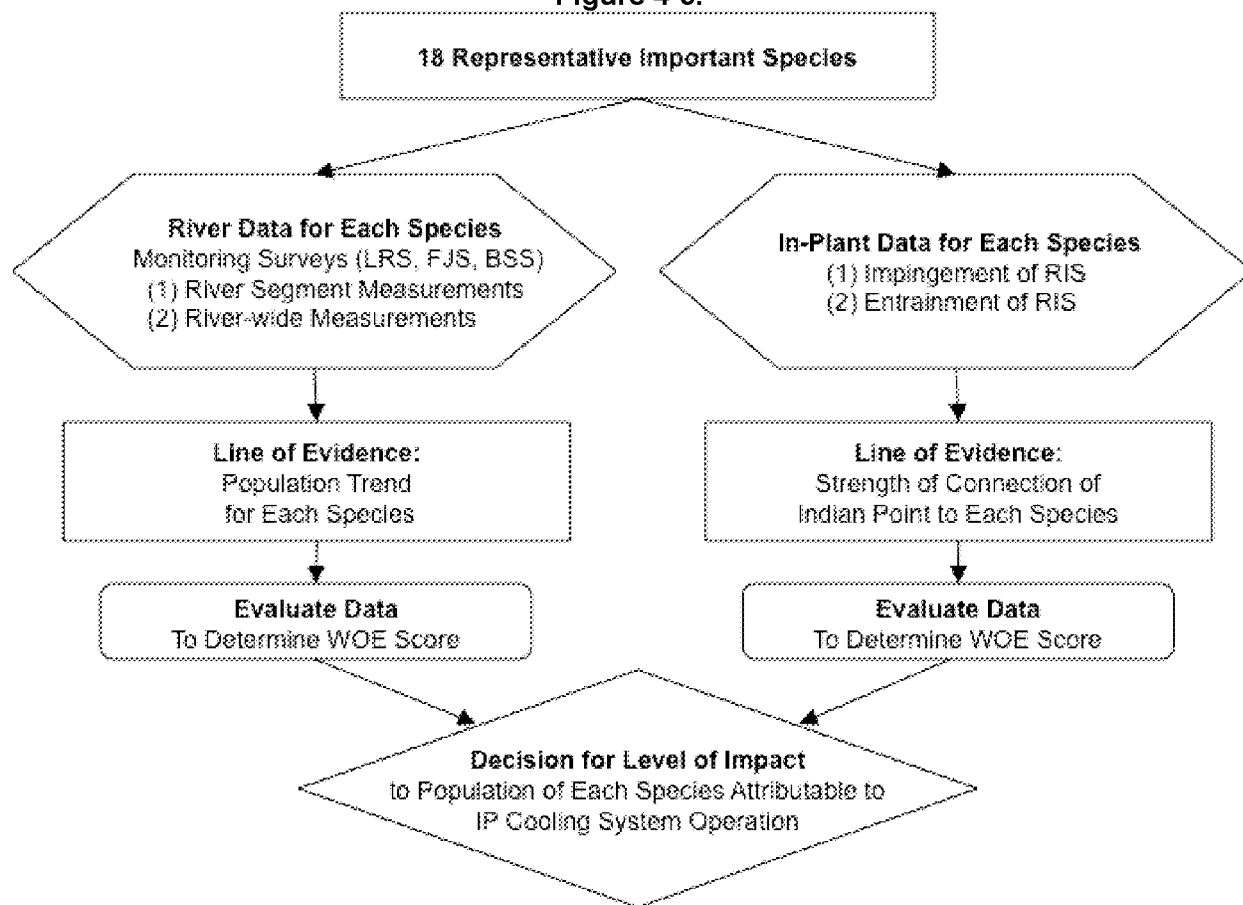 18 Representative Important Species
River Data for Each Species
Monitoring Surveys (LRS, FJS, BSS)
(1) River Segment Measurements
(2) River-wide Measurements
In-Plant Data for Each Species
(1) Impingement of RIS
(2) Entrainment of RIS
Line of Evidence:
Population Trend
for Each Species
Line of Evidence:
Strength of Connection of
Indian Point to Each Species
Evaluate Data
To Determine WOE Score
Evaluate Data
To Determine WOE Score
Decision for Level of Impact
to Population of Each Species Attributable to
IP Cooling System Operation